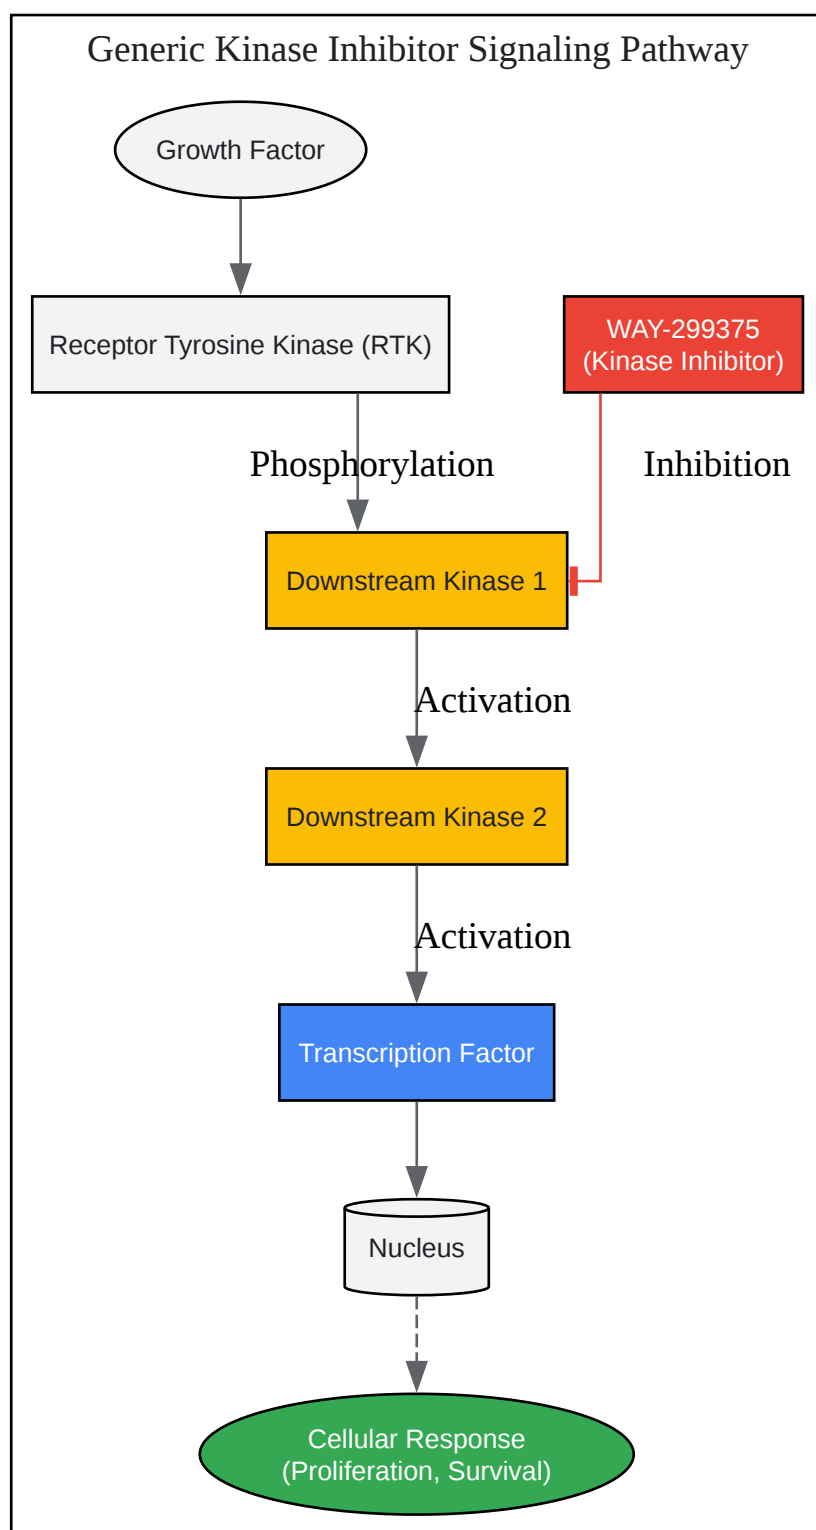 Generic Kinase Inhibitor Signaling Pathway
Growth Factor
Receptor Tyrosine Kinase (RTK)
WAY-299375
(Kinase Inhibitor)
Phosphorylation
Inhibition
Downstream Kinase 1
Activation
Downstream Kinase 2
Activation
Transcription Factor
Nucleus
Cellular Response
(Proliferation, Survival)